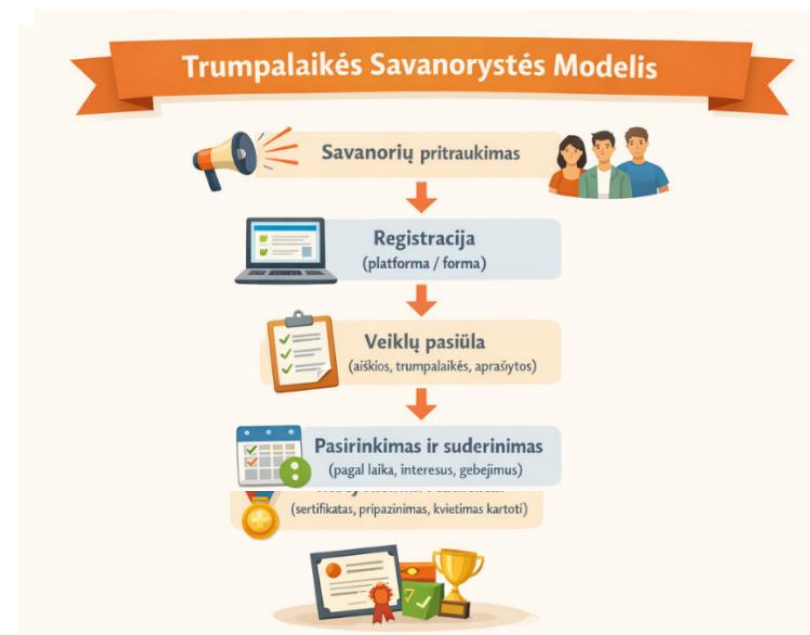 Trumpalaikės Savanorystės Modelis
Savanorių pritraukimas
Registracija
(platforma / forma)
Veiklų pasiūla
(aiškios, trumpalaikės, aprašytos)
Pasirinkimas ir suderinimas
(pagal laika, interesus, gebejimus)
(sertifikatas, pripazinimas, kvietimas kartoti)